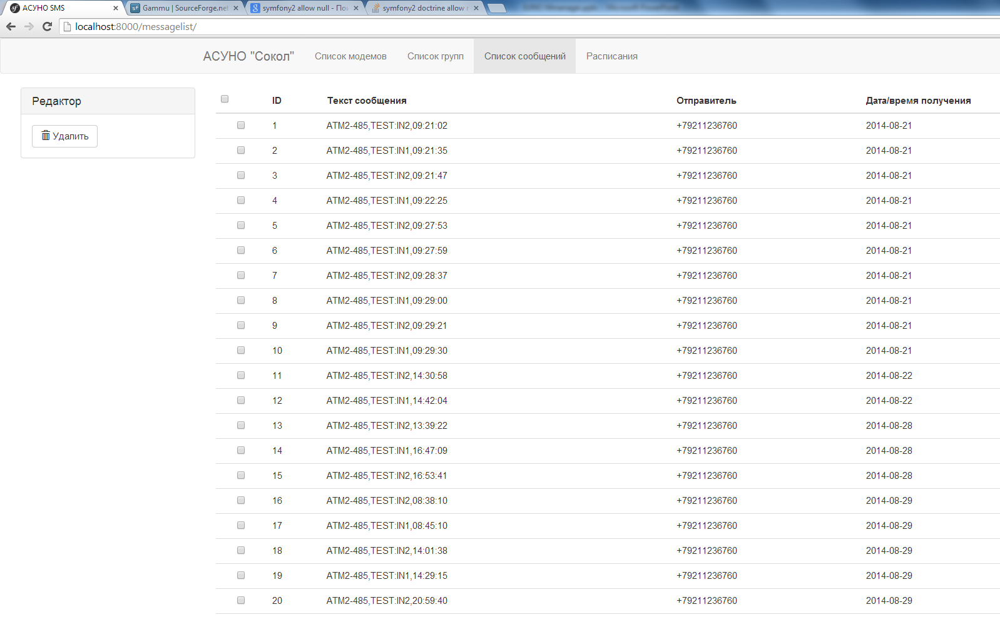 АСУНО SMS
Gammu | SourceForge.net
symfony2 allow null - Пои
symfony2 doctrine allow
localhost:8000/messagelist/
АСУНО "Сокол" Список модемов Список групп Список сообщений Расписания
Редактор
Удалить
ID Текст сообщения Отправитель Дата/время получения
1 ATM2-485,TEST:IN2,09:21:02 +79211236760 2014-08-21
2 ATM2-485,TEST:IN1,09:21:35 +79211236760 2014-08-21
3 ATM2-485,TEST:IN2,09:21:47 +79211236760 2014-08-21
4 ATM2-485,TEST:IN1,09:22:25 +79211236760 2014-08-21
5 ATM2-485,TEST:IN2,09:27:53 +79211236760 2014-08-21
6 ATM2-485,TEST:IN1,09:27:59 +79211236760 2014-08-21
7 ATM2-485,TEST:IN2,09:28:37 +79211236760 2014-08-21
8 ATM2-485,TEST:IN1,09:29:00 +79211236760 2014-08-21
9 ATM2-485,TEST:IN2,09:29:21 +79211236760 2014-08-21
10 ATM2-485,TEST:IN1,09:29:30 +79211236760 2014-08-21
11 ATM2-485,TEST:IN2,14:30:58 +79211236760 2014-08-22
12 ATM2-485,TEST:IN1,14:42:04 +79211236760 2014-08-22
13 ATM2-485,TEST:IN2,13:39:22 +79211236760 2014-08-28
14 ATM2-485,TEST:IN1,16:47:09 +79211236760 2014-08-28
15 ATM2-485,TEST:IN2,16:53:41 +79211236760 2014-08-28
16 ATM2-485,TEST:IN2,08:38:10 +79211236760 2014-08-29
17 ATM2-485,TEST:IN1,08:45:10 +79211236760 2014-08-29
18 ATM2-485,TEST:IN2,14:01:38 +79211236760 2014-08-29
19 ATM2-485,TEST:IN1,14:29:15 +79211236760 2014-08-29
20 ATM2-485,TEST:IN2,20:59:40 +79211236760 2014-08-29